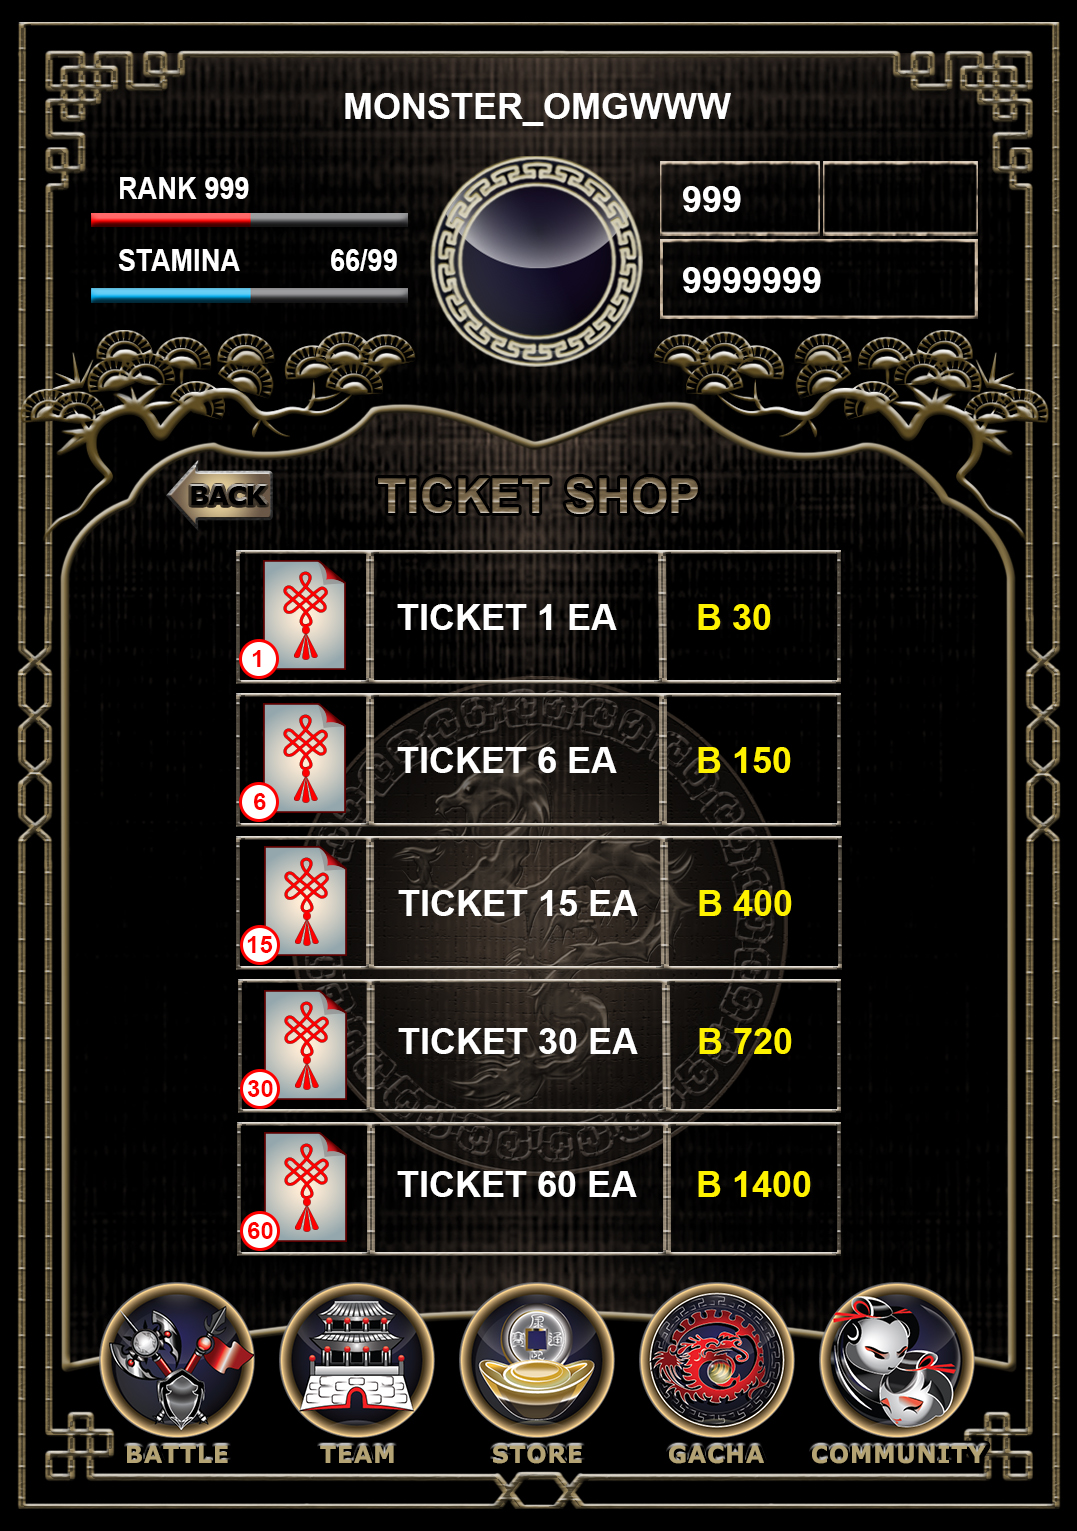 MONSTER_OMGWWW
RANK 999
STAMINA 66/99
999
9999999
BACK
TICKET SHOP
1
TICKET 1 EA
B 30
6
TICKET 6 EA
B 150
15
TICKET 15 EA
B 400
30
TICKET 30 EA
B 720
60
TICKET 60 EA
B 1400
BATTLE
TEAM
STORE
GACHA
COMMUNITY